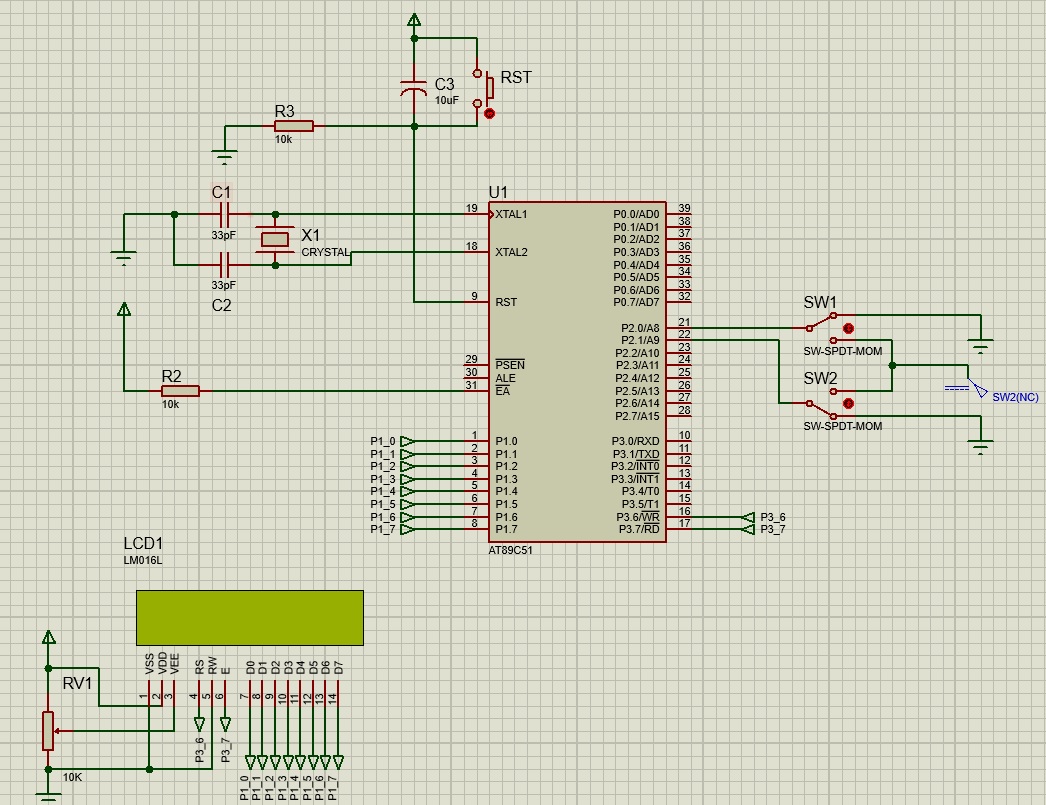 RST
C3
10uF
R3
10k
C1
33pF
X1
CRYSTAL
33pF
C2
R2
10k
U1
19 XTAL1
18 XTAL2
9 RST
29 PSEN
30 ALE
31 EA
1 P1.0
2 P1.1
3 P1.2
4 P1.3
5 P1.4
6 P1.5
7 P1.6
8 P1.7
P0.0/AD0 39
P0.1/AD1 38
P0.2/AD2 37
P0.3/AD3 36
P0.4/AD4 35
P0.5/AD5 34
P0.6/AD6 33
P0.7/AD7 32
P2.0/A8 21
P2.1/A9 22
P2.2/A10 23
P2.3/A11 24
P2.4/A12 25
P2.5/A13 26
P2.6/A14 27
P2.7/A15 28
P3.0/RXD 10
P3.1/TXD 11
P3.2/INT0 12
P3.3/INT1 13
P3.4/T0 14
P3.5/T1 15
P3.6/WR 16
P3.7/RD 17
AT89C51
P1_0
P1_1
P1_2
P1_3
P1_4
P1_5
P1_6
P1_7
P3_6
P3_7
SW1
SW-SPDT-MOM
SW2
SW-SPDT-MOM
SW2(NC)
LCD1
LM016L
VSS VDD VEE RS RW E D0 D1 D2 D3 D4 D5 D6 D7
1 2 3 4 5 6 7 8 9 10 11 12 13 14
RV1
10K
P3_6 P3_7
P1_0 P1_1 P1_2 P1_3 P1_4 P1_5 P1_6 P1_7